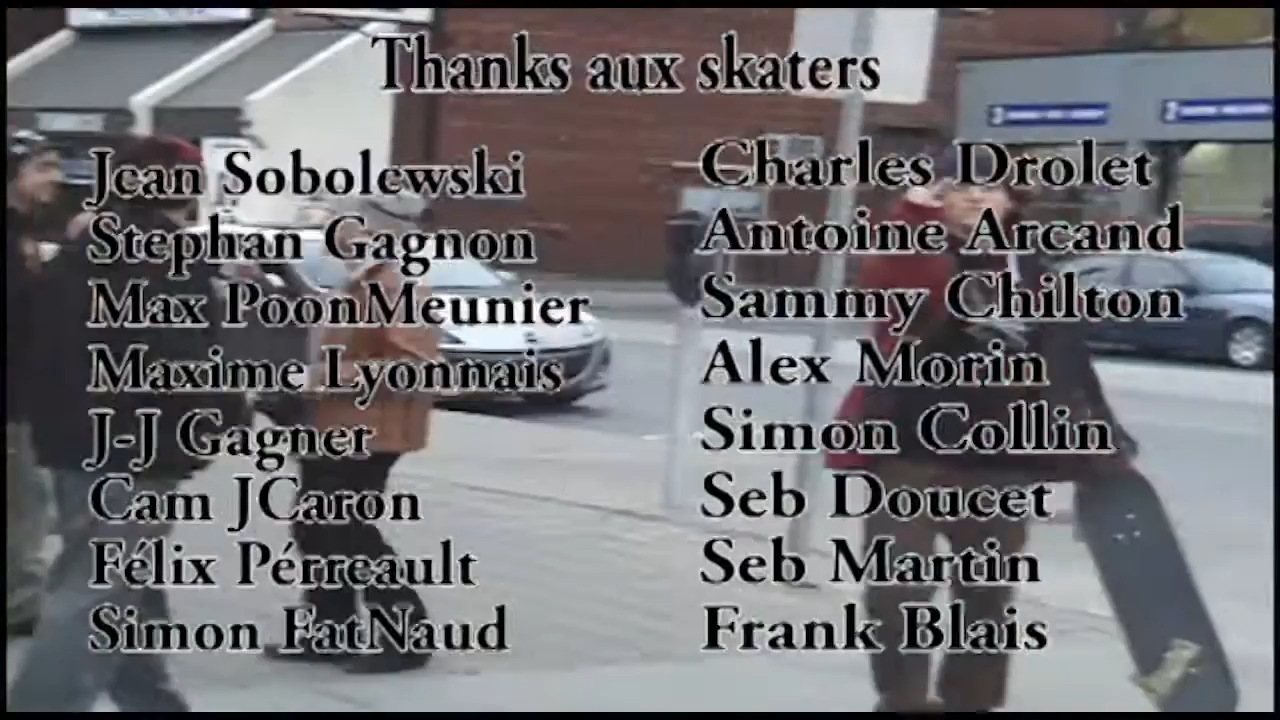 Thanks aux skaters
Jean Sobolewski
Stephan Gagnon
Max PoonMeunier
Maxime Lyonnais
J-J Gagner
Cam JCaron
Félix Pérreault
Simon FatNaud
Charles Drolet
Antoine Arcand
Sammy Chilton
Alex Morin
Simon Collin
Seb Doucet
Seb Martin
Frank Blais